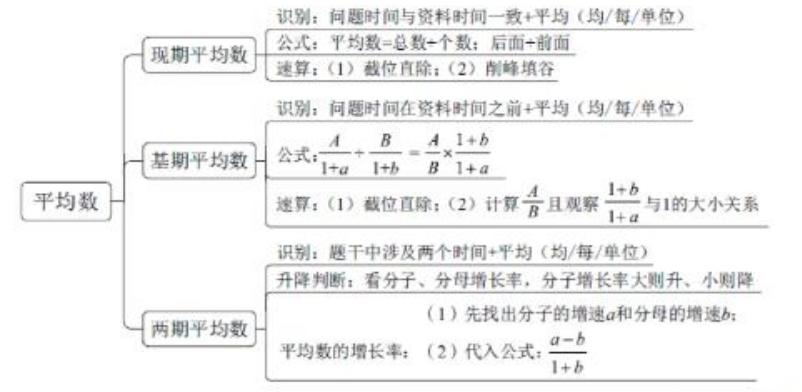 平均数
现期平均数
识别：问题时间与资料时间一致+平均（均/每/单位）
公式：平均数=总数÷个数；后面÷前面
速算：（1）截位直除；（2）削峰填谷
基期平均数
识别：问题时间在资料时间之前+平均（均/每/单位）
公式：A/(1+a) ÷ B/(1+b) = A/B × (1+b)/(1+a)
速算：（1）截位直除；（2）计算 A/B 且观察 (1+b)/(1+a) 与1的大小关系
两期平均数
识别：题干中涉及两个时间+平均（均/每/单位）
升降判断：看分子、分母增长率，分子增长率大则升、小则降
（1）先找出分子的增速a和分母的增速b；
平均数的增长率：（2）代入公式：(a−b)/(1+b)